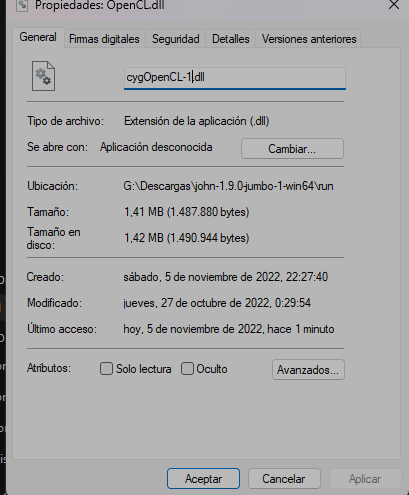 Propiedades: OpenCL.dll
General Firmas digitales Seguridad Detalles Versiones anteriores
cygOpenCL-1.dll
Tipo de archivo: Extensión de la aplicación (.dll)
Se abre con: Aplicación desconocida Cambiar...
Ubicación: G:\Descargas\john-1.9.0-jumbo-1-win64\run
Tamaño: 1,41 MB (1.487.880 bytes)
Tamaño en
disco: 1,42 MB (1.490.944 bytes)
Creado: sábado, 5 de noviembre de 2022, 22:27:40
Modificado: jueves, 27 de octubre de 2022, 0:29:54
Último acceso: hoy, 5 de noviembre de 2022, hace 1 minuto
Atributos: Solo lectura Oculto Avanzados...
Aceptar Cancelar Aplicar